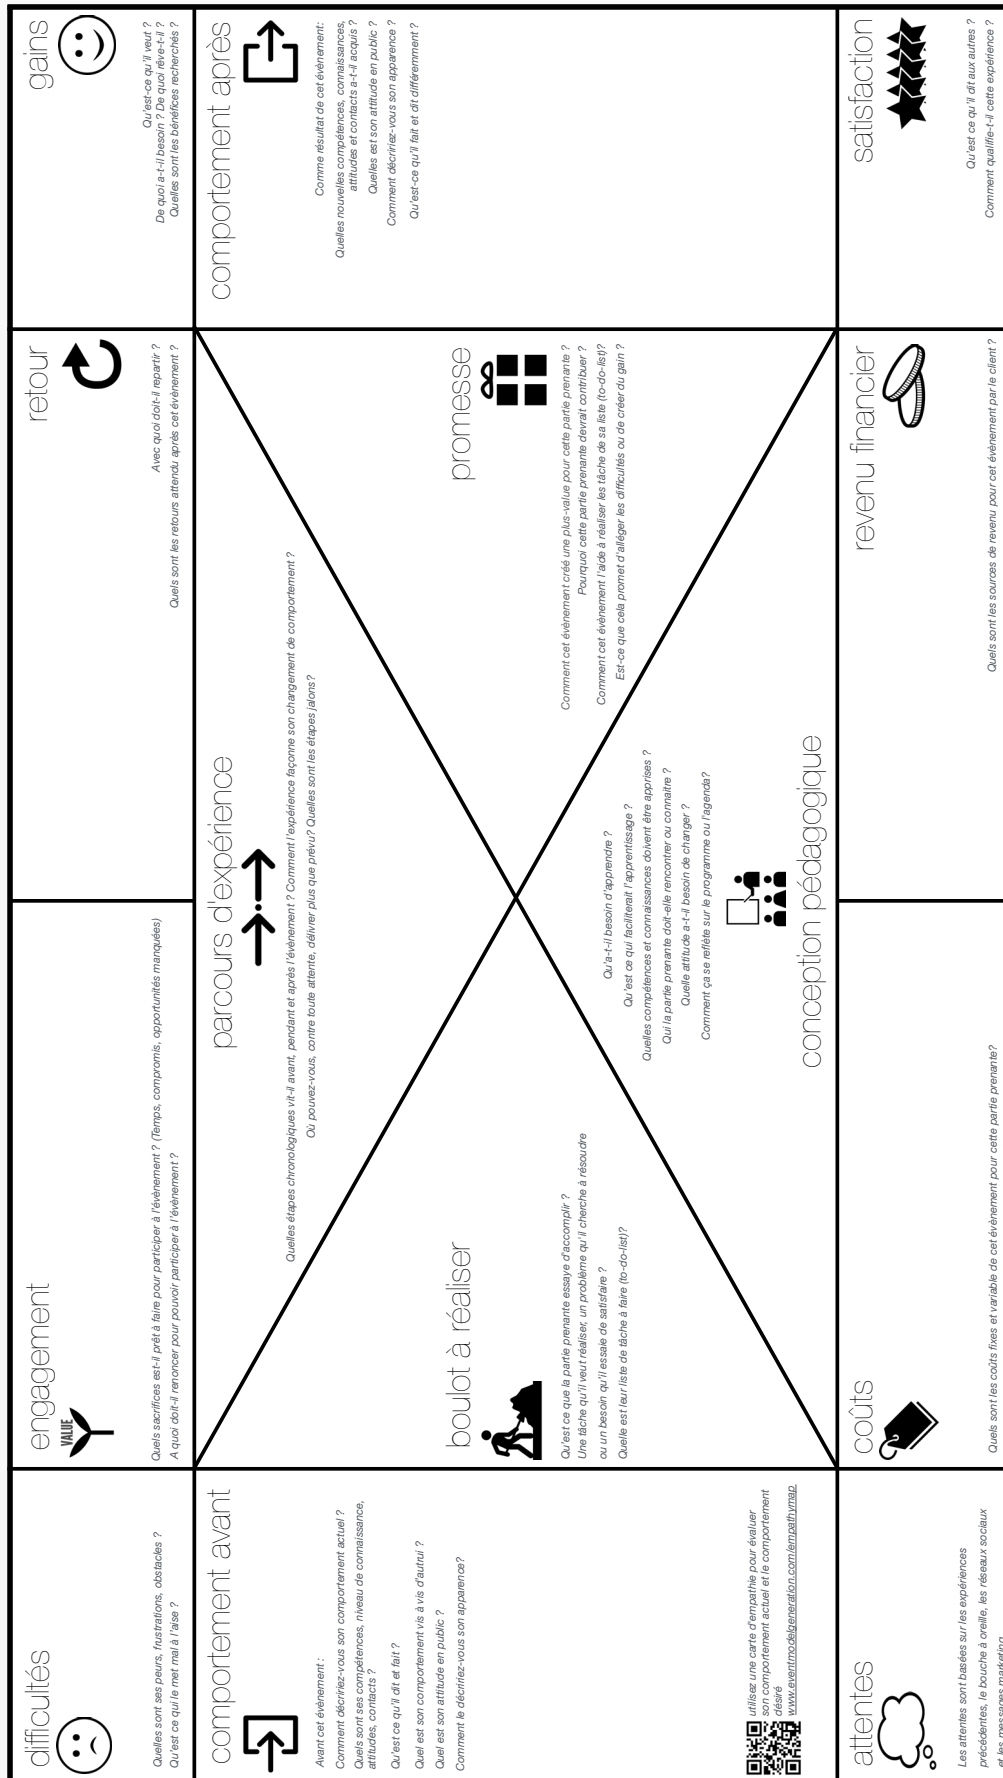 difficultés
Quelles sont ses peurs, frustrations, obstacles ?
Qu'est ce qui le met mal à l'aise ?
engagement
VALUE
Quels sacrifices est-il prêt à faire pour participer à l'évènement ? (Temps, compromis, opportunités manquées)
A quoi doit-il renoncer pour pouvoir participer à l'évènement ?
retour
Avec quoi doit-il repartir ?
Quels sont les retours attendu après cet évènement ?
gains
Qu'est-ce qu'il veut ?
De quoi a-t-il besoin ? De quoi rêve-t-il ?
Quelles sont les bénéfices recherchés ?
comportement avant
Avant cet évènement :
Comment décririez-vous son comportement actuel ?
Quels sont ses compétences, niveau de connaissance,
attitudes, contacts ?
Qu'est ce qu'il dit et fait ?
Quel est son comportement vis à vis d'autrui ?
Quel est son attitude en public ?
Comment le décririez-vous son apparence?
utilisez une carte d'empathie pour évaluer
son comportement actuel et le comportement
désiré
www.eventmodelgeneration.com/empathymap
parcours d'expérience
Quelles étapes chronologiques vit-il avant, pendant et après l'évènement ? Comment l'expérience façonne son changement de comportement ?
Où pouvez-vous, contre toute attente, délivrer plus que prévu? Quelles sont les étapes jalons?
boulot à réaliser
Qu'est ce que la partie prenante essaye d'accomplir ?
Une tâche qu'il veut réaliser, un problème qu'il cherche à résoudre
ou un besoin qu'il essaie de satisfaire ?
Quelle est leur liste de tâche à faire (to-do-list)?
promesse
Comment cet évènement créé une plus-value pour cette partie prenante ?
Pourquoi cette partie prenante devrait contribuer ?
Comment cet évènement l'aide à réaliser les tâche de sa liste (to-do-list)?
Est-ce que cela promet d'alléger les difficultés ou de créer du gain ?
Qu'a-t-il besoin d'apprendre ?
Qu'est ce qui faciliterait l'apprentissage ?
Quelles compétences et connaissances doivent être apprises ?
Qui la partie prenante doit-elle rencontrer ou connaitre ?
Quelle attitude a-t-il besoin de changer ?
Comment ça se reflète sur le programme ou l'agenda?
conception pédagogique
comportement après
Comme résultat de cet évènement:
Quelles nouvelles compétences, connaissances,
attitudes et contacts a-t-il acquis ?
Quelles est son attitude en public ?
Comment décririez-vous son apparence ?
Qu'est-ce qu'il fait et dit différemment ?
attentes
Les attentes sont basées sur les expériences
précédentes, le bouche à oreille, les réseaux sociaux
et les messages marketing
coûts
Quels sont les coûts fixes et variable de cet évènement pour cette partie prenante?
revenu financier
Quels sont les sources de revenu pour cet évènement par le client ?
satisfaction
Qu'est ce qu'il dit aux autres ?
Comment qualifie-t-il cette expérience ?